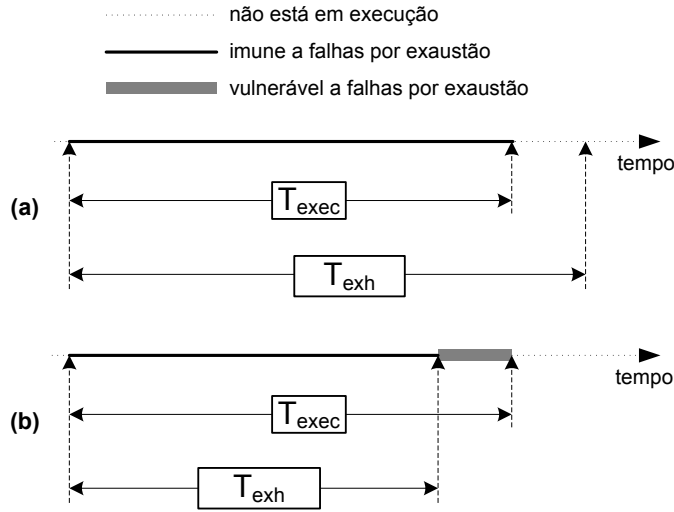 não está em execução
imune a falhas por exaustão
vulnerável a falhas por exaustão
tempo
(a)
Texec
Texh
tempo
(b)
Texec
Texh